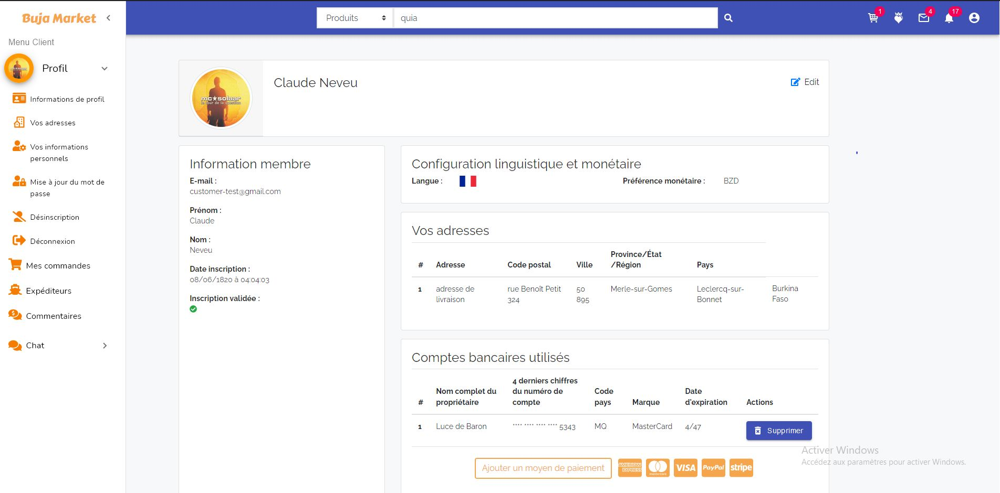 Buja Market
Produits
quia
1
4
17
Menu Client
Profil
Informations de profil
Vos adresses
Vos informations
personnels
Mise à jour du mot de
passe
Désinscription
Déconnexion
Mes commandes
Expéditeurs
Commentaires
Chat
mc★solaar
le tour de la question
Claude Neveu
Edit
Information membre
E-mail :
customer-test@gmail.com
Prénom :
Claude
Nom :
Neveu
Date inscription :
08/06/1820 à 04:04:03
Inscription validée :
Configuration linguistique et monétaire
Langue :
Préférence monétaire :
BZD
Vos adresses
# Adresse Code postal Ville Province/État /Région Pays
1 adresse de livraison rue Benoît Petit 324 50 895 Merle-sur-Gomes Leclercq-sur-Bonnet Burkina Faso
Comptes bancaires utilisés
# Nom complet du propriétaire 4 derniers chiffres du numéro de compte Code pays Marque Date d'expiration Actions
1 Luce de Baron **** **** **** **** 5343 MQ MasterCard 4/47 Supprimer
Ajouter un moyen de paiement
AMERICAN EXPRESS
mastercard
VISA
PayPal
stripe
Activer Windows
Accédez aux paramètres pour activer Windows.